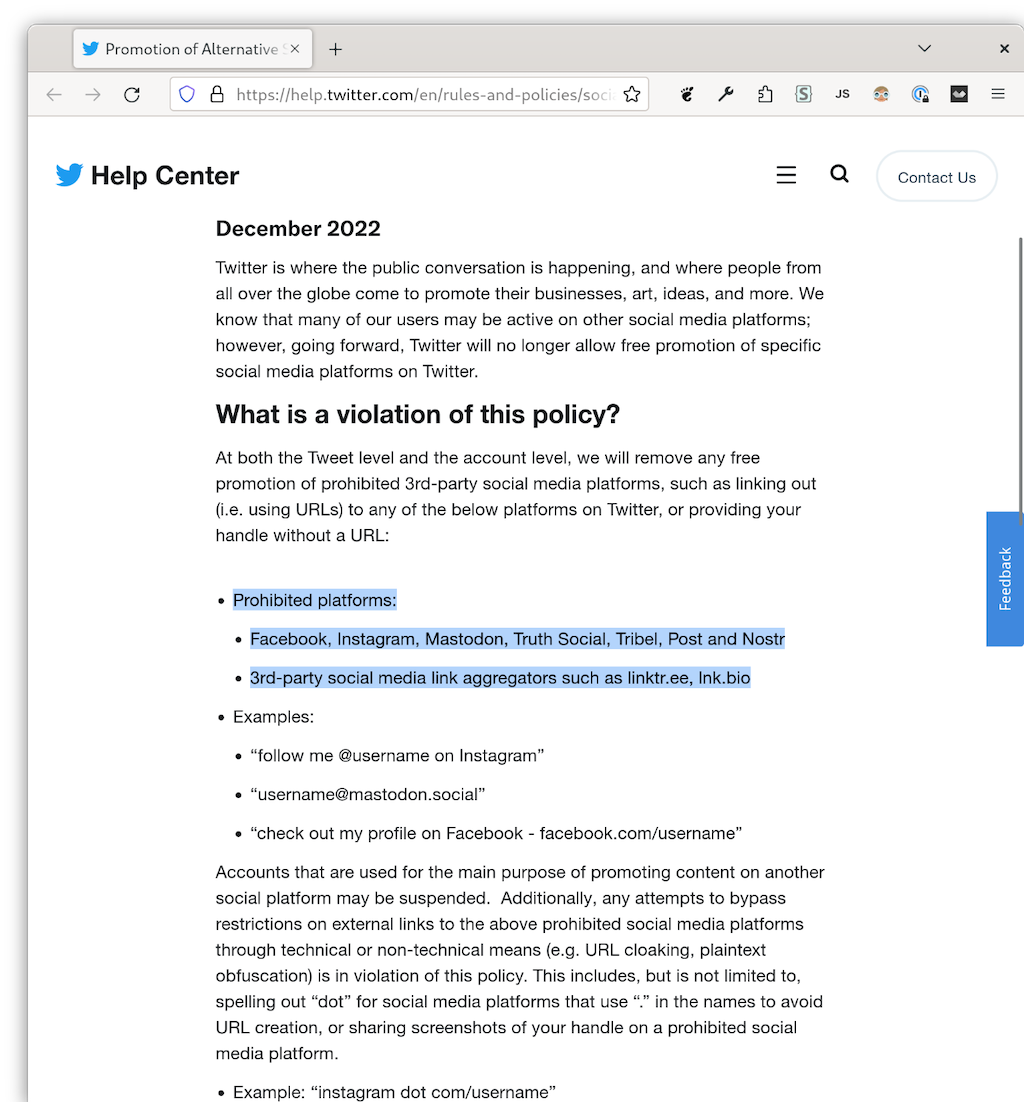 Promotion of Alternative S
https://help.twitter.com/en/rules-and-policies/soci
JS
Help Center
Contact Us
December 2022
Twitter is where the public conversation is happening, and where people from
all over the globe come to promote their businesses, art, ideas, and more. We
know that many of our users may be active on other social media platforms;
however, going forward, Twitter will no longer allow free promotion of specific
social media platforms on Twitter.
What is a violation of this policy?
At both the Tweet level and the account level, we will remove any free
promotion of prohibited 3rd-party social media platforms, such as linking out
(i.e. using URLs) to any of the below platforms on Twitter, or providing your
handle without a URL:
• Prohibited platforms:
• Facebook, Instagram, Mastodon, Truth Social, Tribel, Post and Nostr
• 3rd-party social media link aggregators such as linktr.ee, lnk.bio
• Examples:
• “follow me @username on Instagram”
• “username@mastodon.social”
• “check out my profile on Facebook - facebook.com/username”
Accounts that are used for the main purpose of promoting content on another
social platform may be suspended.  Additionally, any attempts to bypass
restrictions on external links to the above prohibited social media platforms
through technical or non-technical means (e.g. URL cloaking, plaintext
obfuscation) is in violation of this policy. This includes, but is not limited to,
spelling out “dot” for social media platforms that use “.” in the names to avoid
URL creation, or sharing screenshots of your handle on a prohibited social
media platform.
• Example: “instagram dot com/username”
Feedback